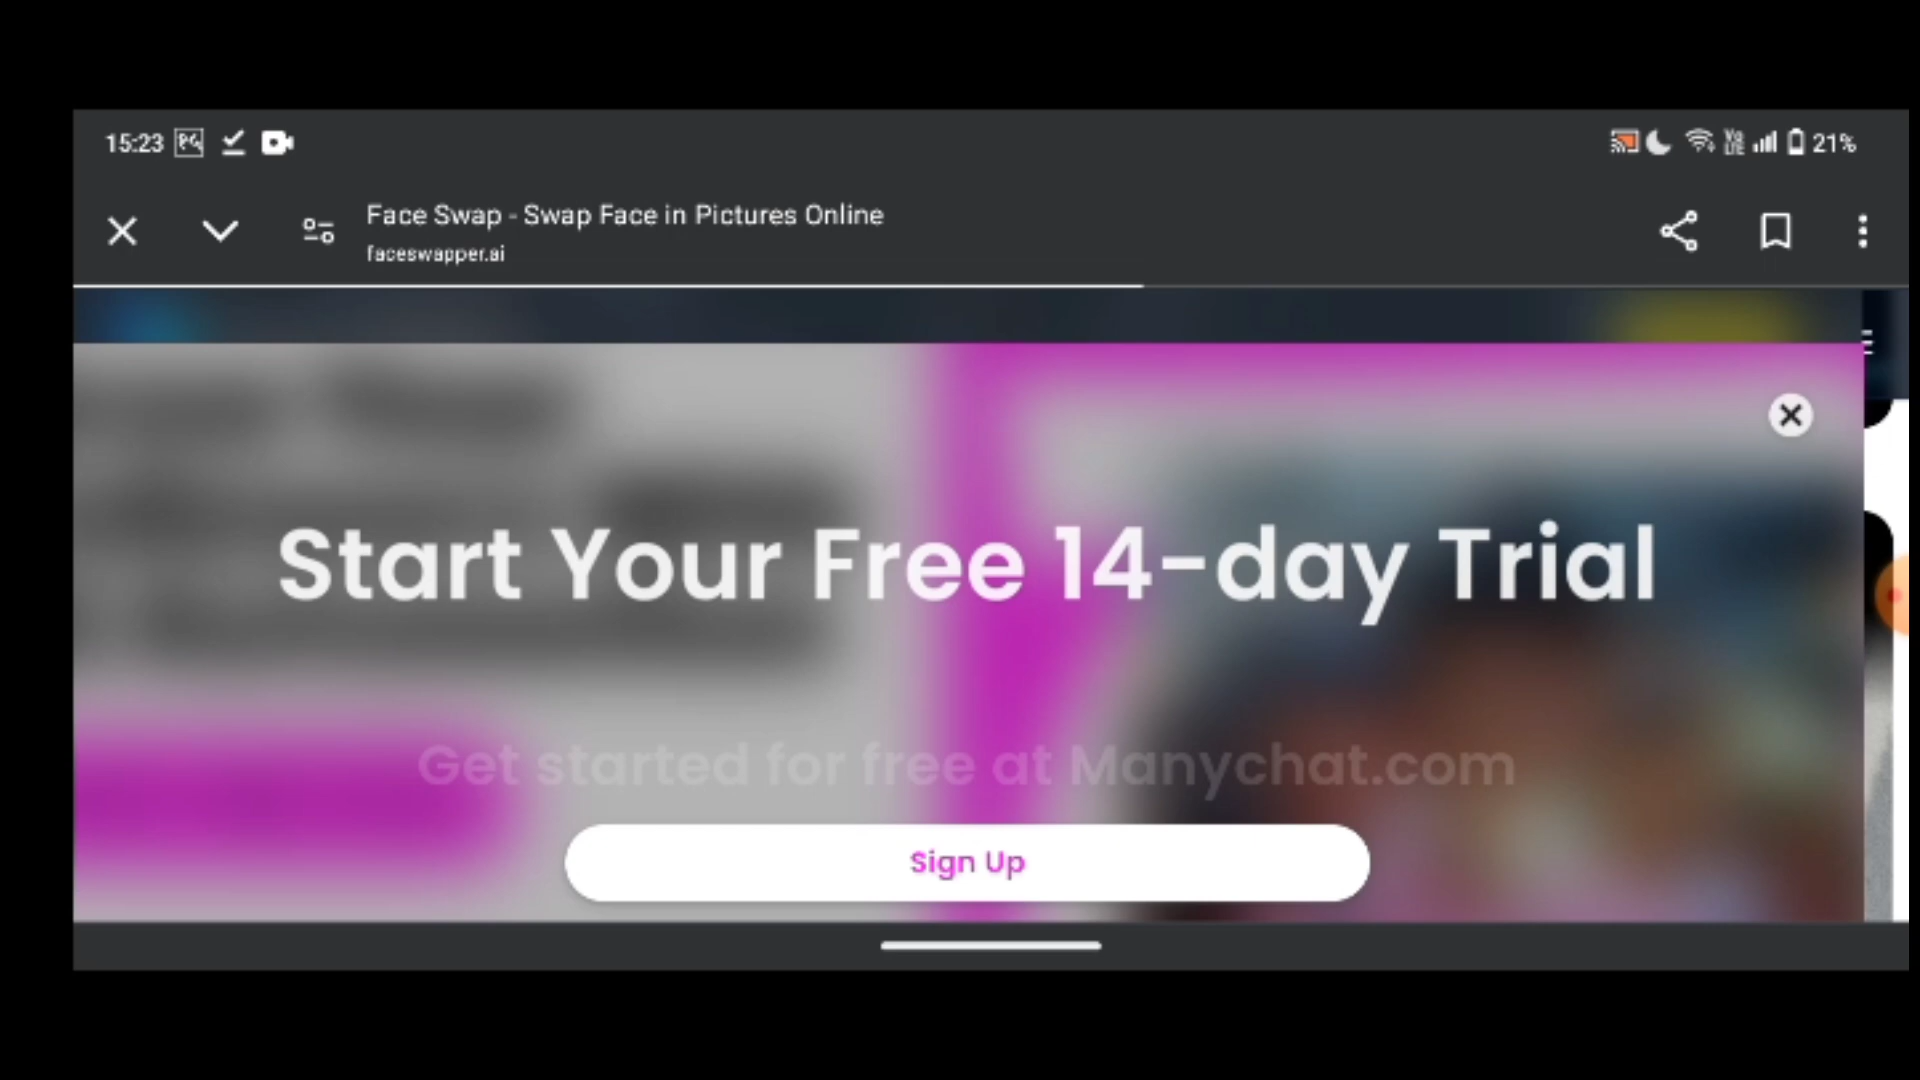 15:23
21%
Face Swap - Swap Face in Pictures Online
faceswapper.ai
Start Your Free 14-day Trial
Get started for free at Manychat.com
Sign Up